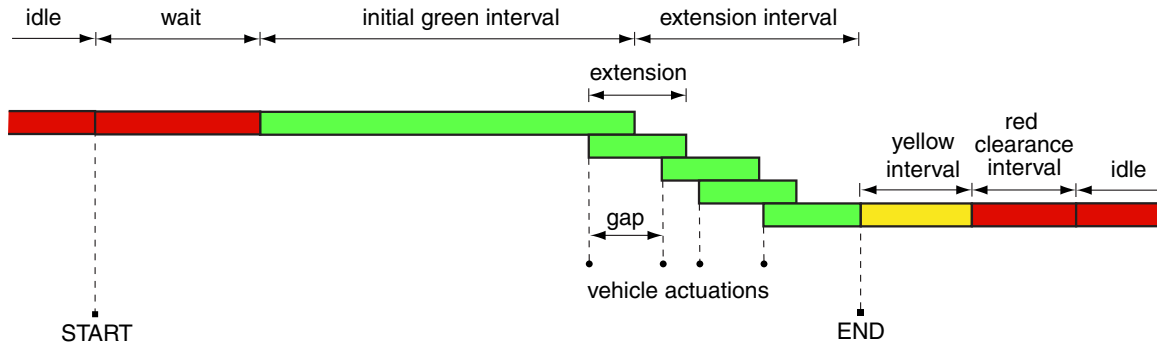 idle
wait
initial green interval
extension interval
extension
red
yellow clearance
interval interval
idle
gap
vehicle actuations
START
END